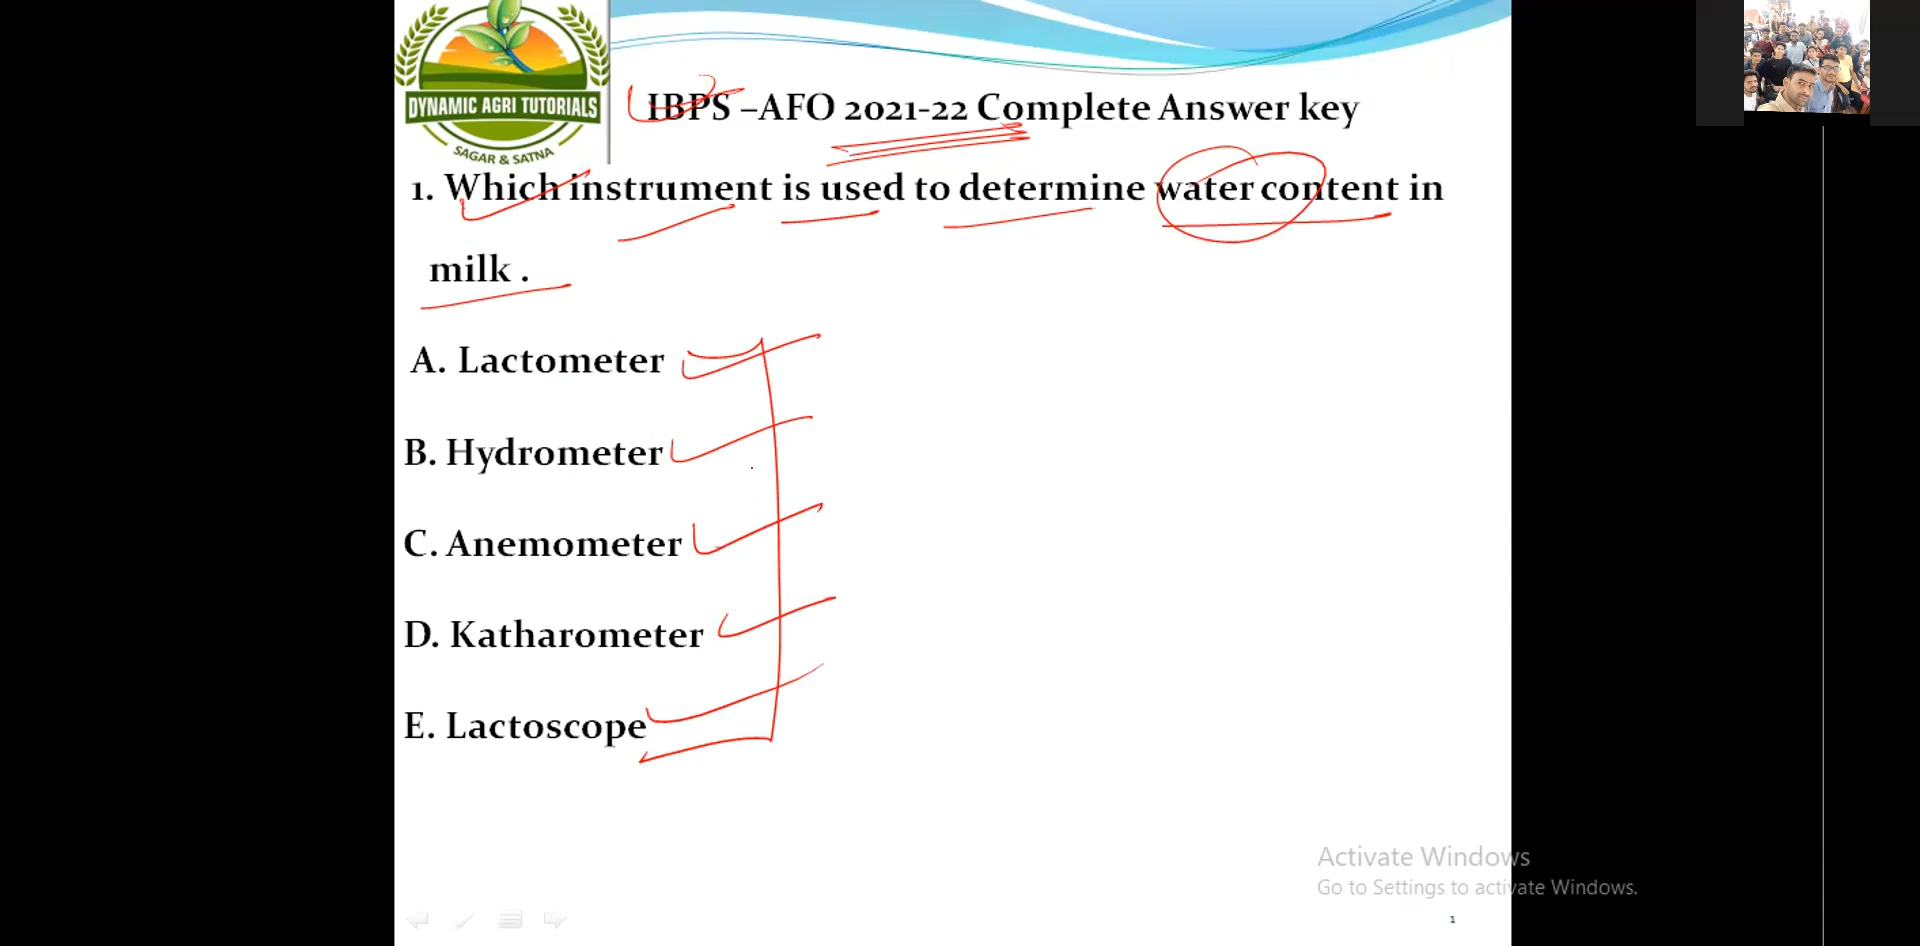 DYNAMIC AGRI TUTORIALS
SAGAR & SATNA
IBPS –AFO 2021-22 Complete Answer key
1. Which instrument is used to determine water content in
milk .
A. Lactometer
B. Hydrometer
C. Anemometer
D. Katharometer
E. Lactoscope
Activate Windows
Go to Settings to activate Windows.
1